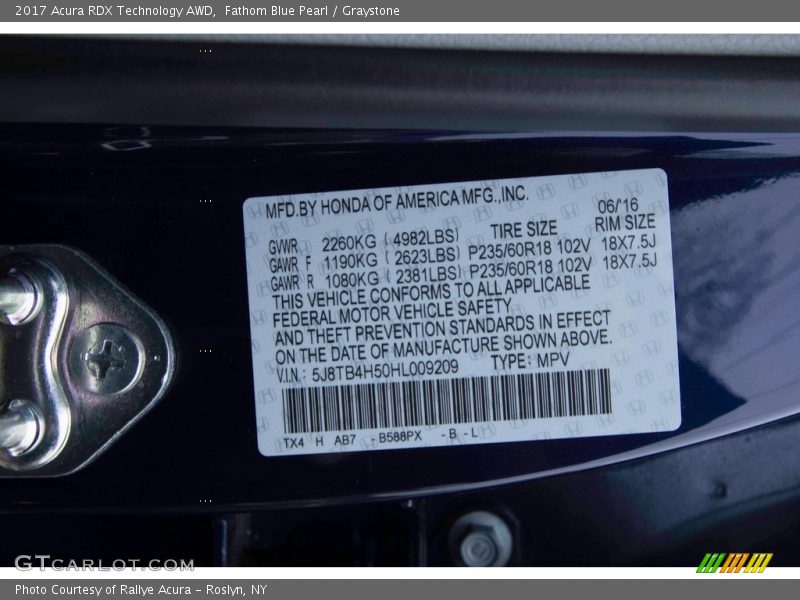 2017 Acura RDX Technology AWD,  Fathom Blue Pearl / Graystone
MFD.BY HONDA OF AMERICA MFG.,INC. 06/16
GVWR 2260KG ( 4982LBS) TIRE SIZE RIM SIZE
GAWR F 1190KG ( 2623LBS) P235/60R18 102V 18X7.5J
GAWR R 1080KG ( 2381LBS) P235/60R18 102V 18X7.5J
THIS VEHICLE CONFORMS TO ALL APPLICABLE
FEDERAL MOTOR VEHICLE SAFETY
AND THEFT PREVENTION STANDARDS IN EFFECT
ON THE DATE OF MANUFACTURE SHOWN ABOVE.
V.I.N.: 5J8TB4H50HL009209 TYPE: MPV
TX4 H AB7 - B588PX - B - L
GTCARLOT.COM
Photo Courtesy of Rallye Acura - Roslyn, NY